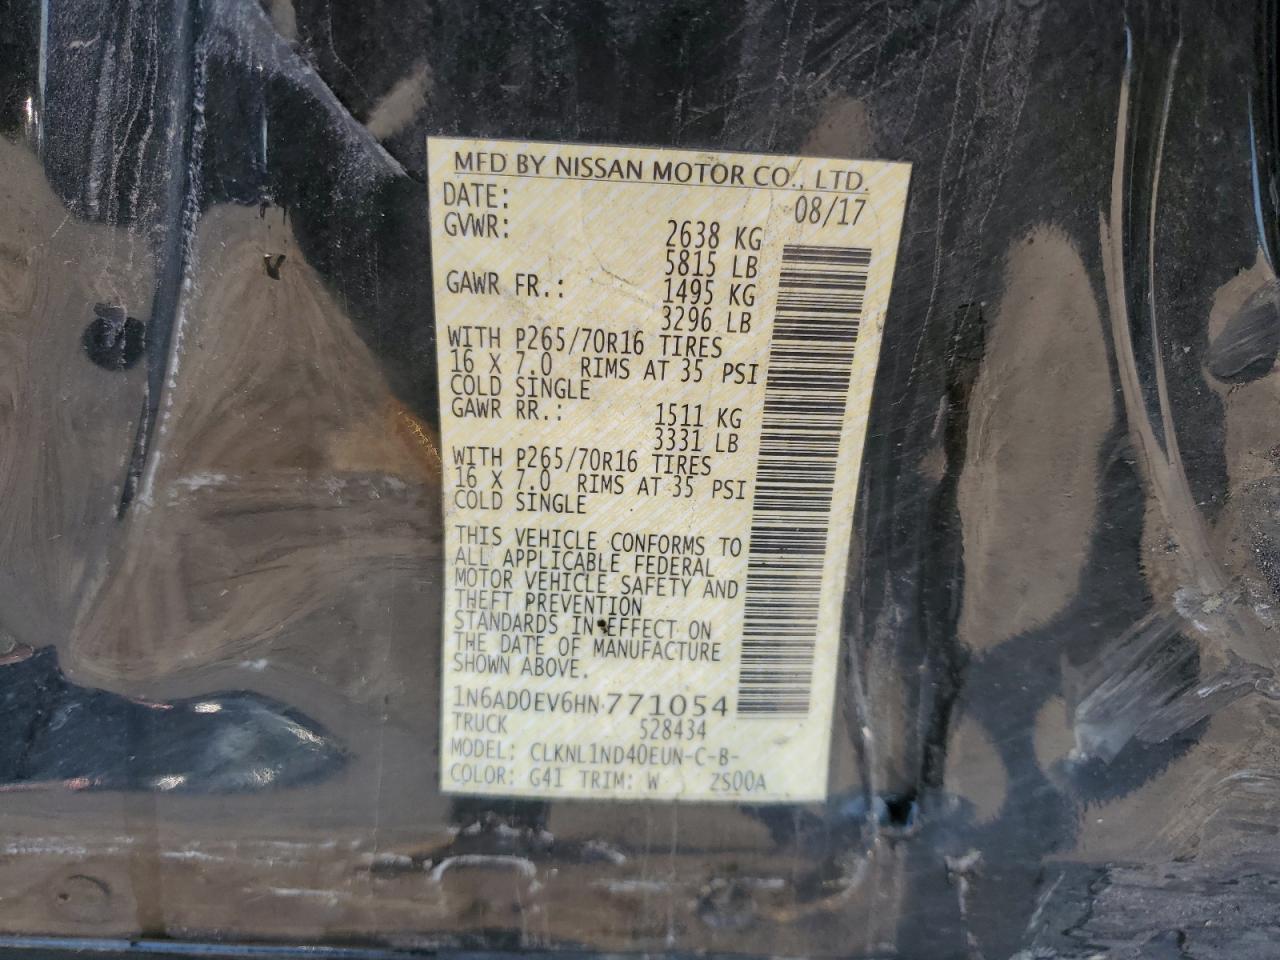 MFD BY NISSAN MOTOR CO., LTD.
DATE: 08/17
GVWR: 2638 KG
5815 LB
GAWR FR.: 1495 KG
3296 LB
WITH P265/70R16 TIRES
16 X 7.0 RIMS AT 35 PSI
COLD SINGLE
GAWR RR.: 1511 KG
3331 LB
WITH P265/70R16 TIRES
16 X 7.0 RIMS AT 35 PSI
COLD SINGLE
THIS VEHICLE CONFORMS TO
ALL APPLICABLE FEDERAL
MOTOR VEHICLE SAFETY AND
THEFT PREVENTION
STANDARDS IN EFFECT ON
THE DATE OF MANUFACTURE
SHOWN ABOVE.
1N6AD0EV6HN771054
TRUCK 528434
MODEL: CLKNL1ND40EUN-C-B-
COLOR: G41 TRIM: W ZS00A